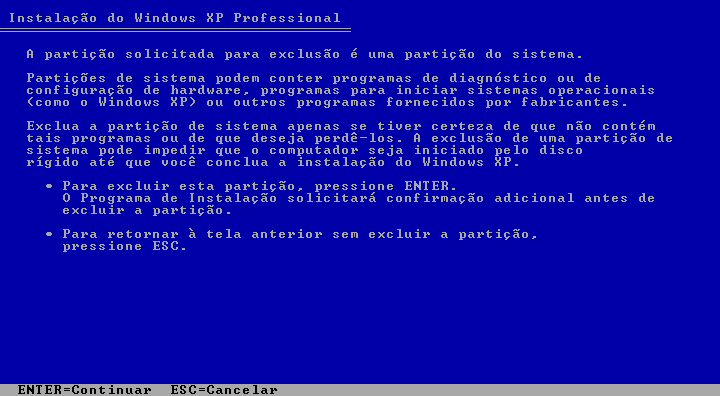 Instalação do Windows XP Professional
A partição solicitada para exclusão é uma partição do sistema.
Partições de sistema podem conter programas de diagnóstico ou de
configuração de hardware, programas para iniciar sistemas operacionais
(como o Windows XP) ou outros programas fornecidos por fabricantes.
Exclua a partição de sistema apenas se tiver certeza de que não contém
tais programas ou de que deseja perdê-los. A exclusão de uma partição de
sistema pode impedir que o computador seja iniciado pelo disco
rígido até que você conclua a instalação do Windows XP.
• Para excluir esta partição, pressione ENTER.
O Programa de Instalação solicitará confirmação adicional antes de
excluir a partição.
• Para retornar à tela anterior sem excluir a partição,
pressione ESC.
ENTER=Continuar  ESC=Cancelar